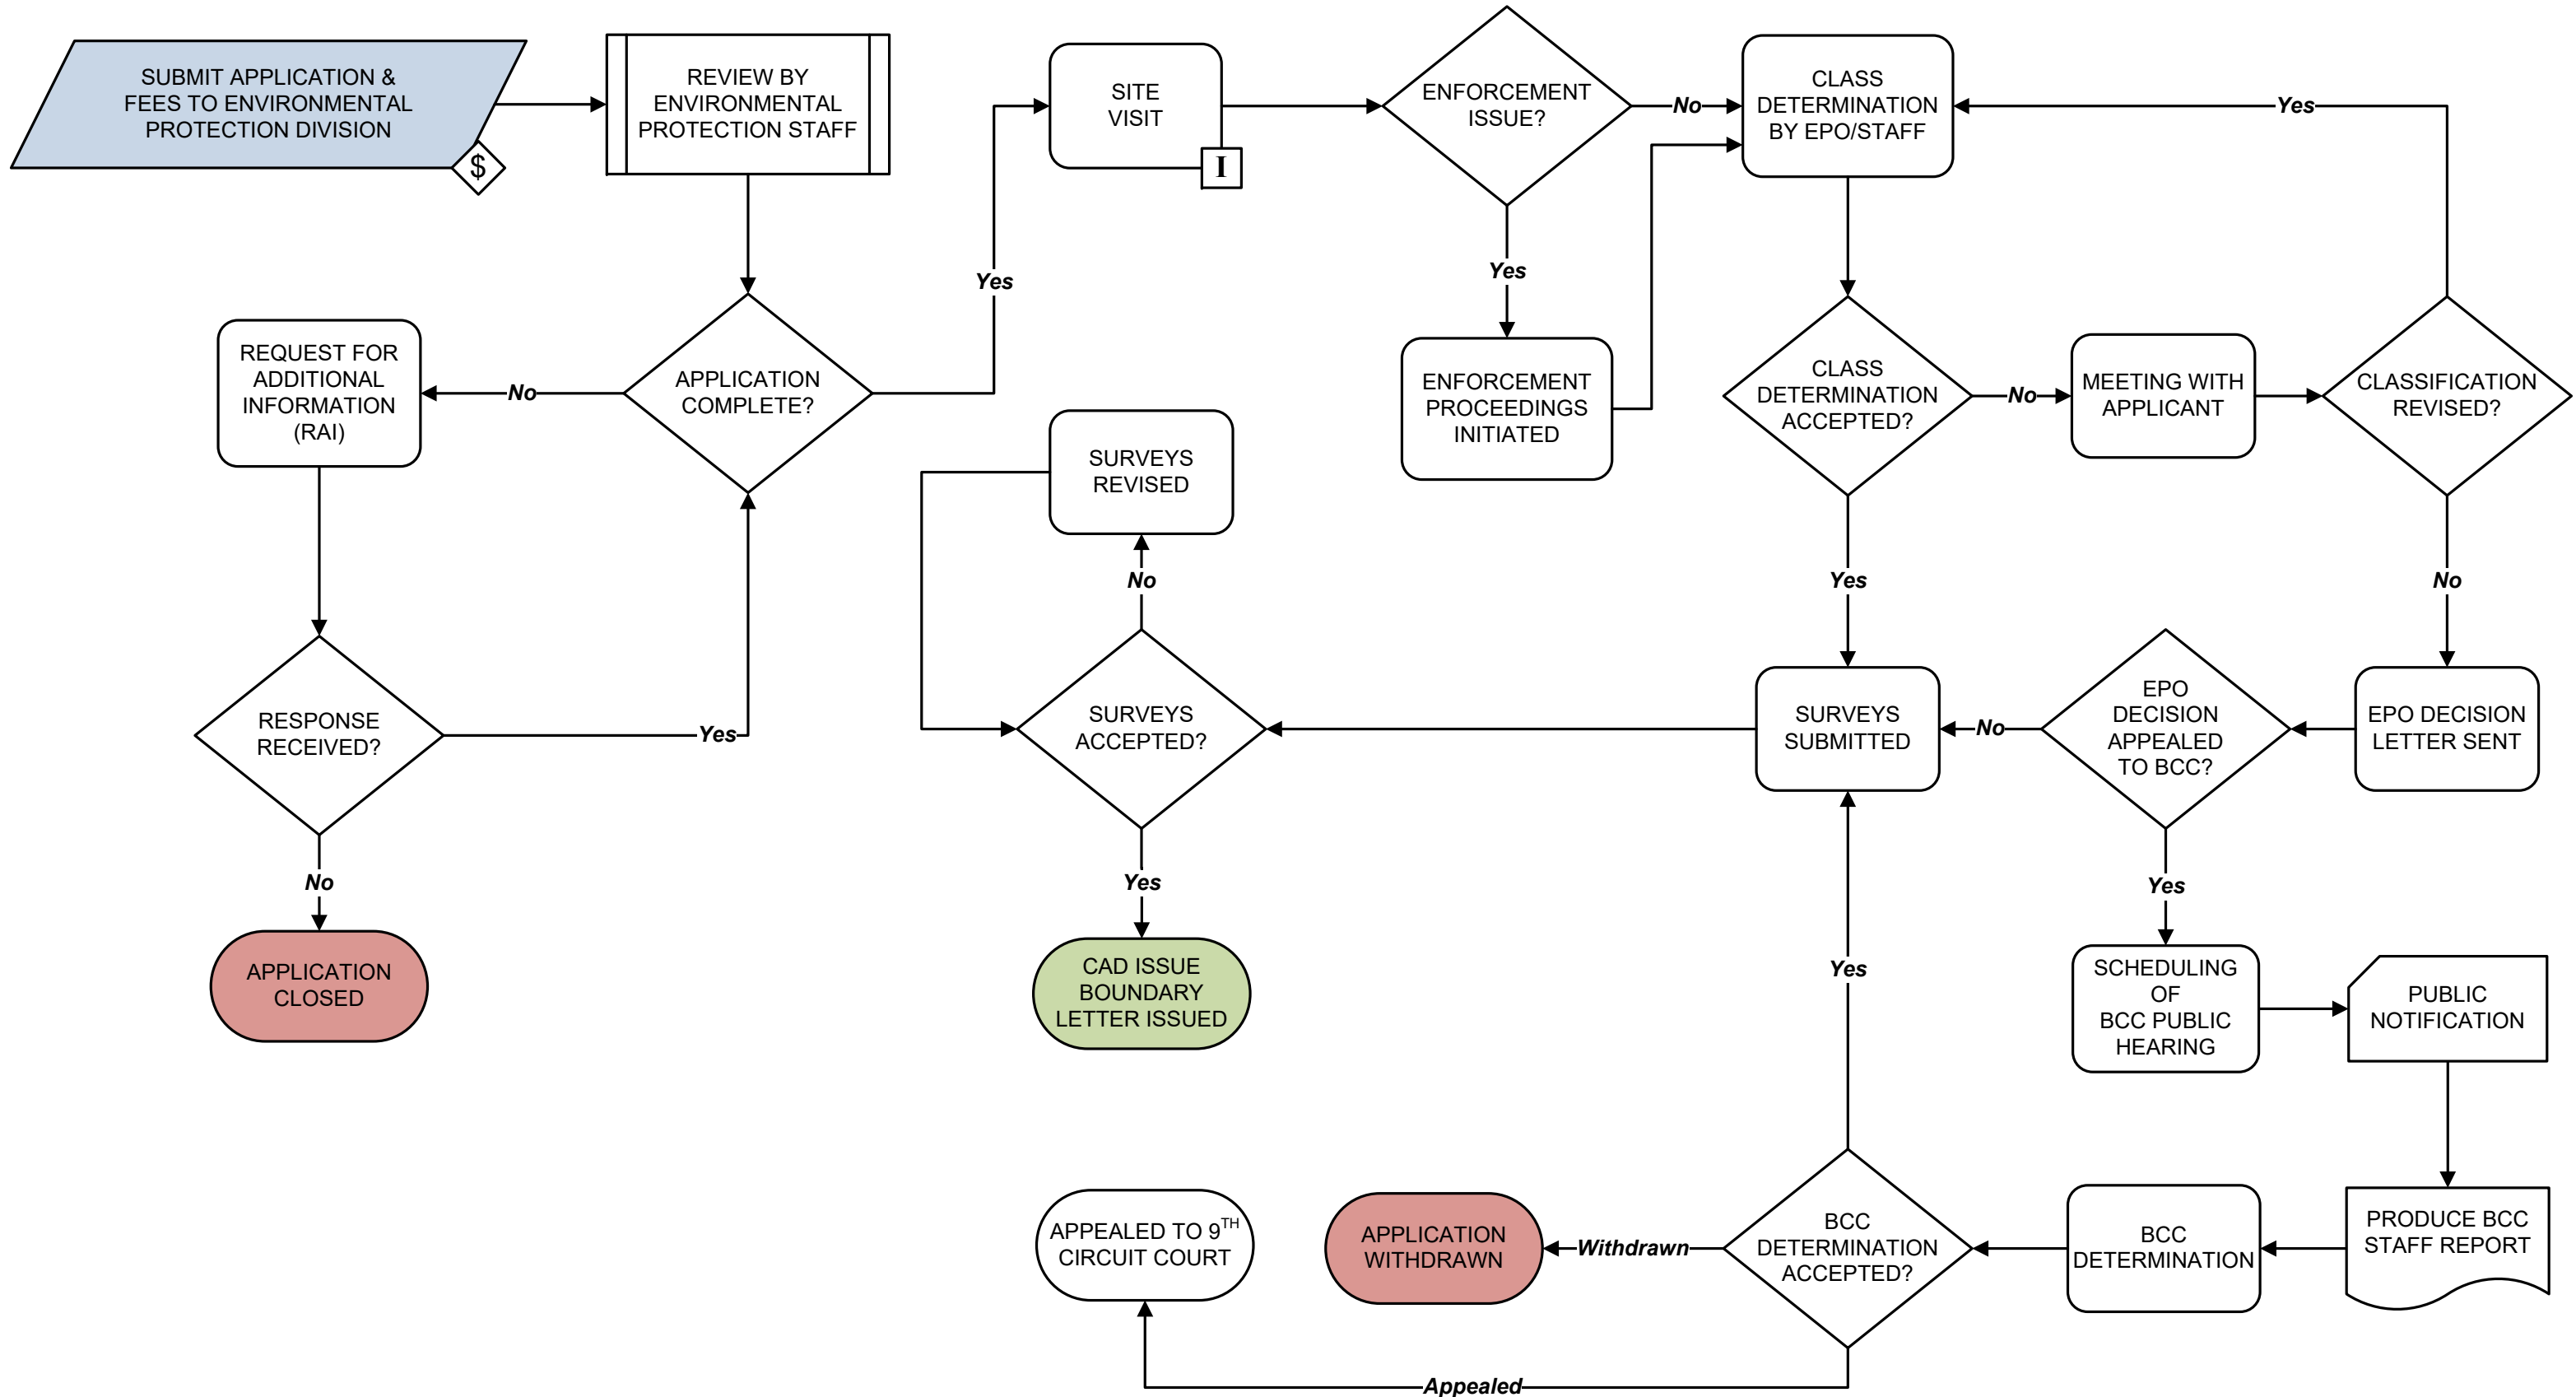 SUBMIT APPLICATION &
FEES TO ENVIRONMENTAL
PROTECTION DIVISION
$
REVIEW BY
ENVIRONMENTAL
PROTECTION STAFF
SITE
VISIT
I
ENFORCEMENT
ISSUE?
No
CLASS
DETERMINATION
BY EPO/STAFF
Yes
Yes
Yes
REQUEST FOR
ADDITIONAL
INFORMATION
(RAI)
No
APPLICATION
COMPLETE?
ENFORCEMENT
PROCEEDINGS
INITIATED
CLASS
DETERMINATION
ACCEPTED?
No
MEETING WITH
APPLICANT
CLASSIFICATION
REVISED?
SURVEYS
REVISED
No
Yes
No
RESPONSE
RECEIVED?
Yes
SURVEYS
ACCEPTED?
SURVEYS
SUBMITTED
No
EPO
DECISION
APPEALED
TO BCC?
EPO DECISION
LETTER SENT
No
Yes
Yes
APPLICATION
CLOSED
CAD ISSUE
BOUNDARY
LETTER ISSUED
Yes
SCHEDULING
OF
BCC PUBLIC
HEARING
PUBLIC
NOTIFICATION
APPEALED TO 9TH
CIRCUIT COURT
APPLICATION
WITHDRAWN
Withdrawn
BCC
DETERMINATION
ACCEPTED?
BCC
DETERMINATION
PRODUCE BCC
STAFF REPORT
Appealed